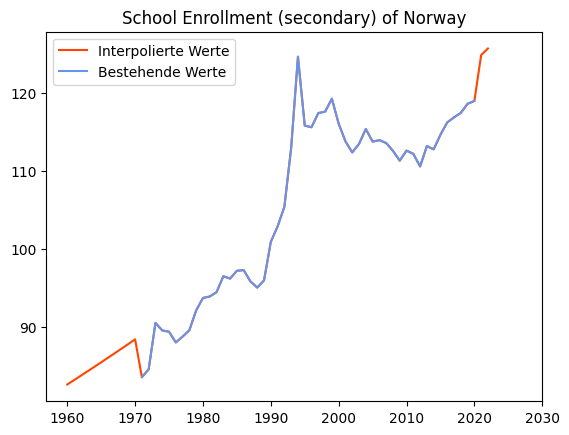 School Enrollment (secondary) of Norway
Interpolierte Werte
Bestehende Werte
120
110
100
90
1960 1970 1980 1990 2000 2010 2020 2030